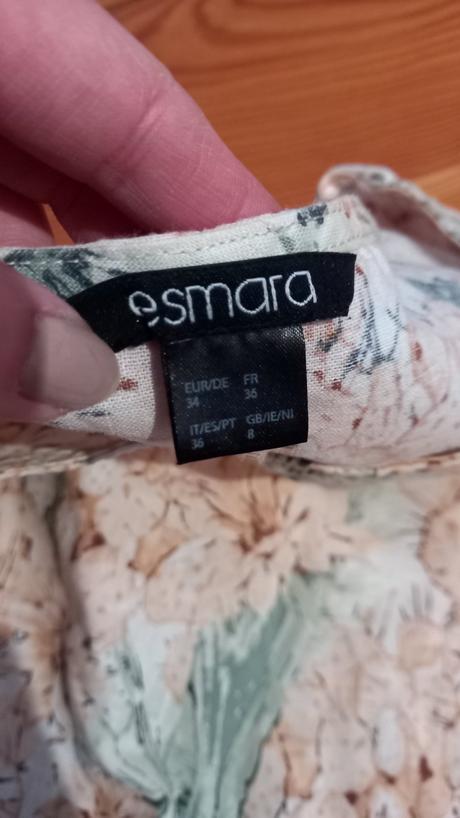 esmara
EUR/DE FR
34 36
IT/ES/PT GB/IE/NI
36 8